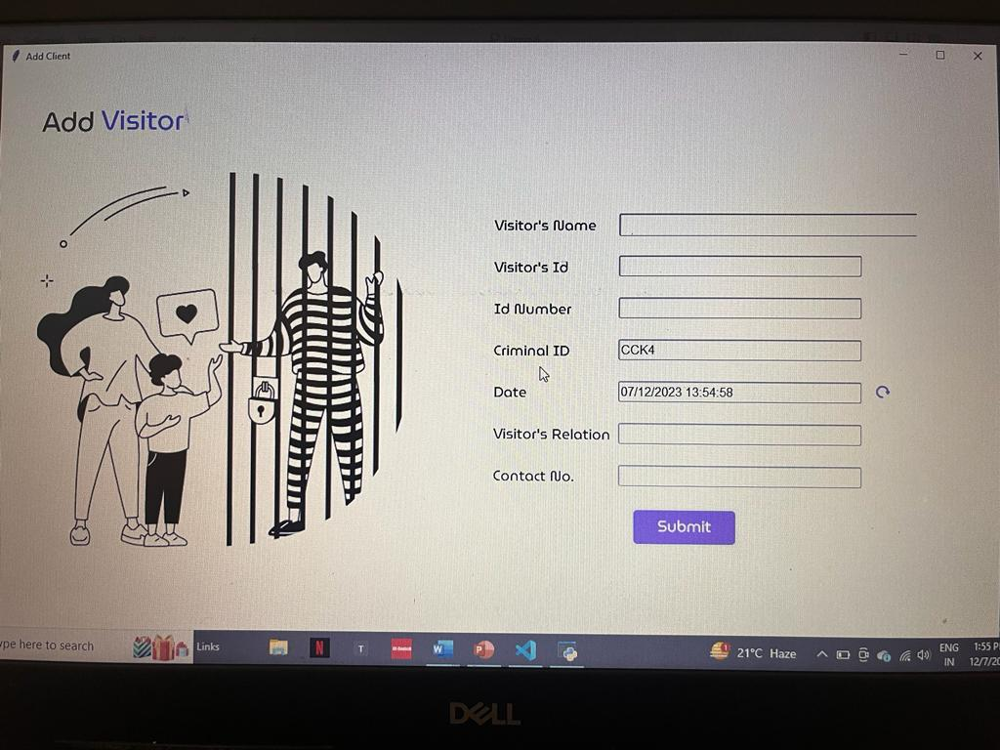 Add Client
Add Visitor
Visitor's Name
Visitor's Id
Id Number
Criminal ID CCK4
Date 07/12/2023 13:54:58
Visitor's Relation
Contact No.
Submit
ype here to search
Links
N
T
W
P
1
21°C Haze
ENG
IN
1:55 P
12/7/20
DELL